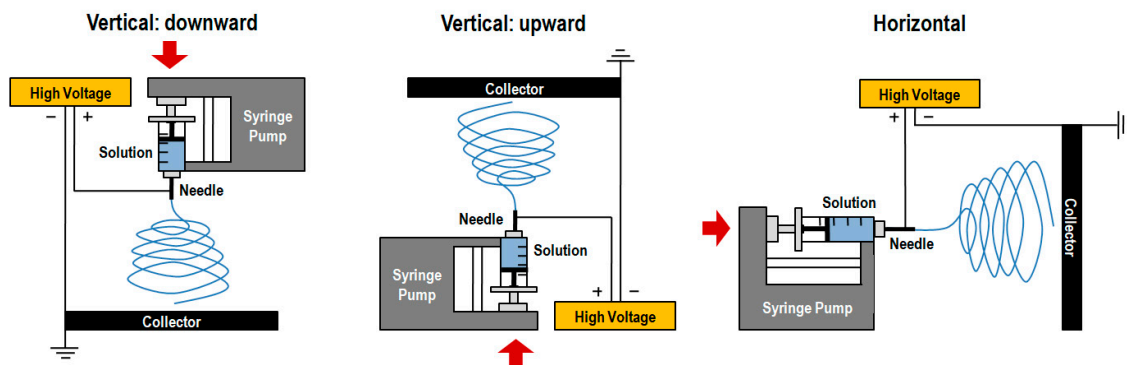 Vertical: downward
High Voltage
− +
Syringe
Pump
Solution
Needle
Collector
Vertical: upward
Collector
Needle
Solution
Syringe
Pump
+ −
High Voltage
Horizontal
High Voltage
+ −
Solution
Needle
Collector
Syringe Pump